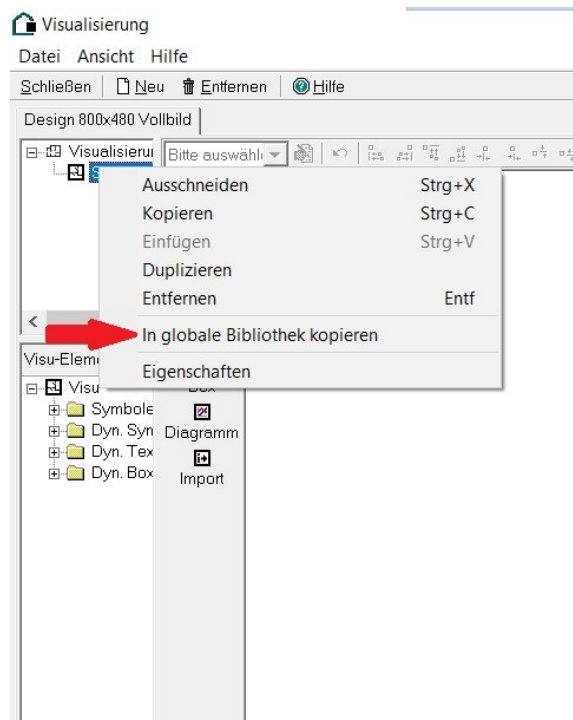 Visualisierung
Datei Ansicht Hilfe
Schließen Neu Entfernen Hilfe
Design 800x480 Vollbild
Visualisieru Bitte auswähl
S
Ausschneiden Strg+X
Kopieren Strg+C
Einfügen Strg+V
Duplizieren
Entfernen Entf
In globale Bibliothek kopieren
Eigenschaften
Visu-Elem
Visu Box
Symbole
Dyn. Syn Diagramm
Dyn. Tex
Dyn. Box Import